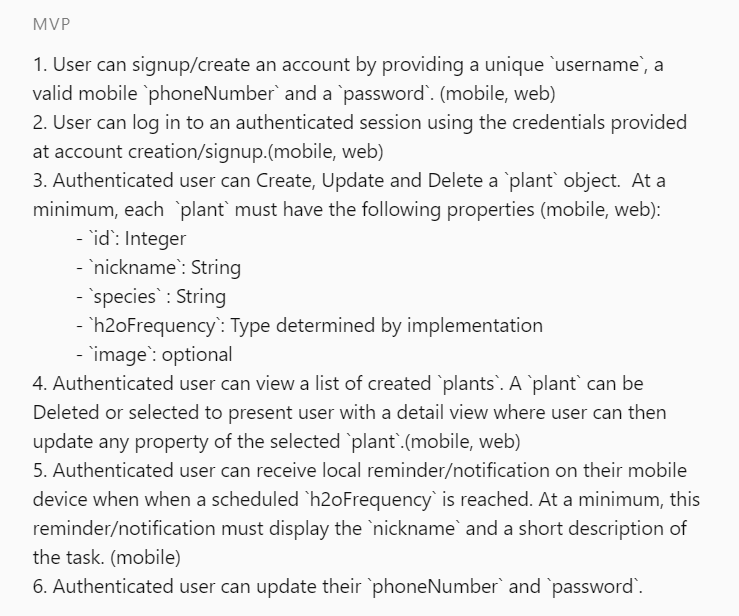 MVP
1. User can signup/create an account by providing a unique `username`, a
valid mobile `phoneNumber` and a `password`. (mobile, web)
2. User can log in to an authenticated session using the credentials provided
at account creation/signup.(mobile, web)
3. Authenticated user can Create, Update and Delete a `plant` object.  At a
minimum, each  `plant` must have the following properties (mobile, web):
- `id`: Integer
- `nickname`: String
- `species` : String
- `h2oFrequency`: Type determined by implementation
- `image`: optional
4. Authenticated user can view a list of created `plants`. A `plant` can be
Deleted or selected to present user with a detail view where user can then
update any property of the selected `plant`.(mobile, web)
5. Authenticated user can receive local reminder/notification on their mobile
device when when a scheduled `h2oFrequency` is reached. At a minimum, this
reminder/notification must display the `nickname` and a short description of
the task. (mobile)
6. Authenticated user can update their `phoneNumber` and `password`.